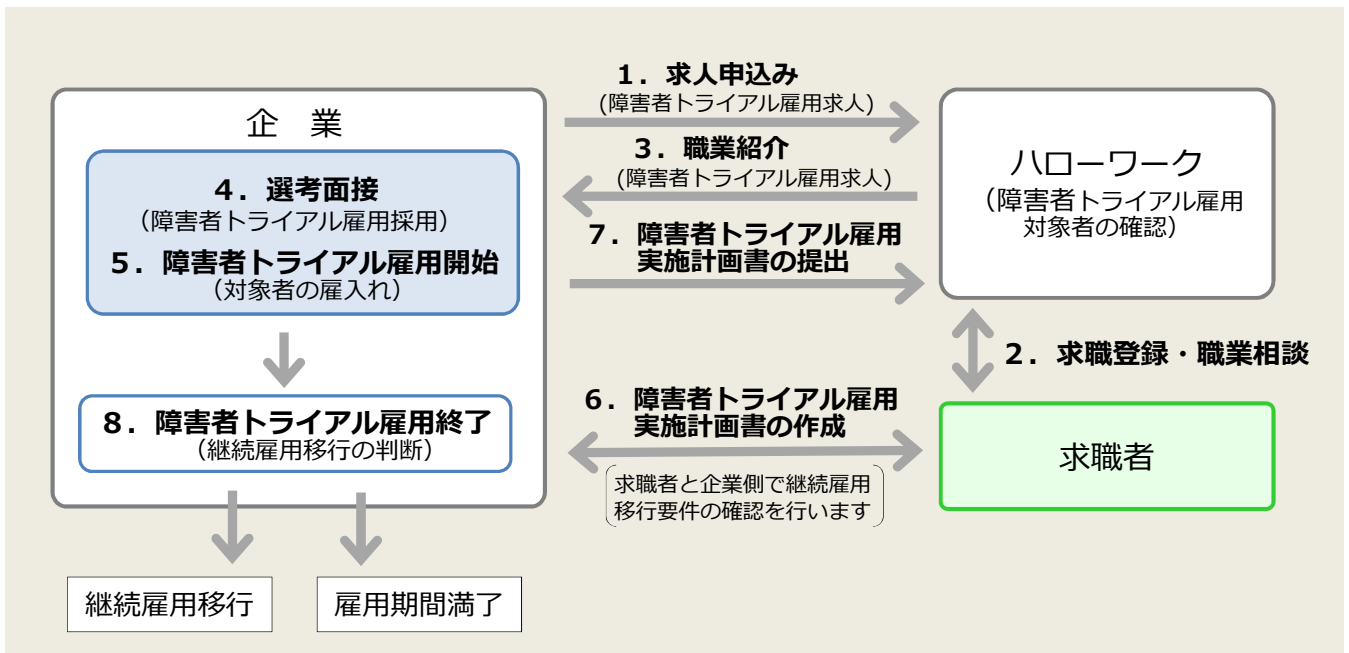 1．求人申込み
(障害者トライアル雇用求人)
企　業
3．職業紹介
(障害者トライアル雇用求人)
4．選考面接
（障害者トライアル雇用採用）
5．障害者トライアル雇用開始
（対象者の雇入れ）
7．障害者トライアル雇用
実施計画書の提出
ハローワーク
（障害者トライアル雇用
対象者の確認）
2．求職登録・職業相談
8．障害者トライアル雇用終了
（継続雇用移行の判断）
6．障害者トライアル雇用
実施計画書の作成
求職者と企業側で継続雇用
移行要件の確認を行います
求職者
継続雇用移行
雇用期間満了